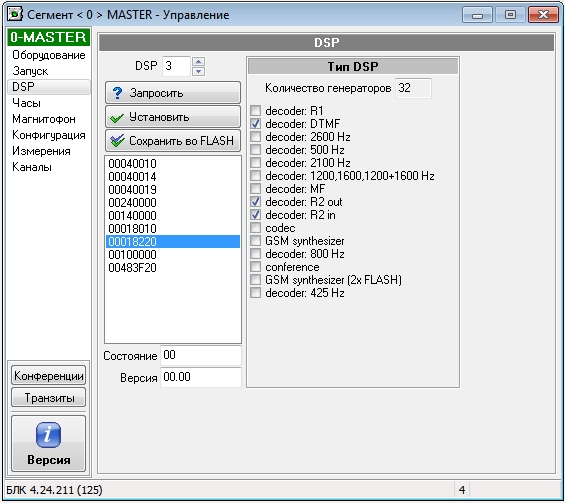 Сегмент < 0 > MASTER - Управление
0-MASTER
Оборудование
Запуск
DSP
Часы
Магнитофон
Конфигурация
Измерения
Каналы
Конференции
Транзиты
Версия
DSP
DSP 3
Запросить
Установить
Сохранить во FLASH
00040010
00040014
00040019
00240000
00140000
00018010
00018220
00100000
00483F20
Состояние 00
Версия 00.00
Тип DSP
Количество генераторов 32
decoder: R1
decoder: DTMF
decoder: 2600 Hz
decoder: 500 Hz
decoder: 2100 Hz
decoder: 1200,1600,1200+1600 Hz
decoder: MF
decoder: R2 out
decoder: R2 in
codec
GSM synthesizer
decoder: 800 Hz
conference
GSM synthesizer (2x FLASH)
decoder: 425 Hz
БЛК 4.24.211 (125)
4